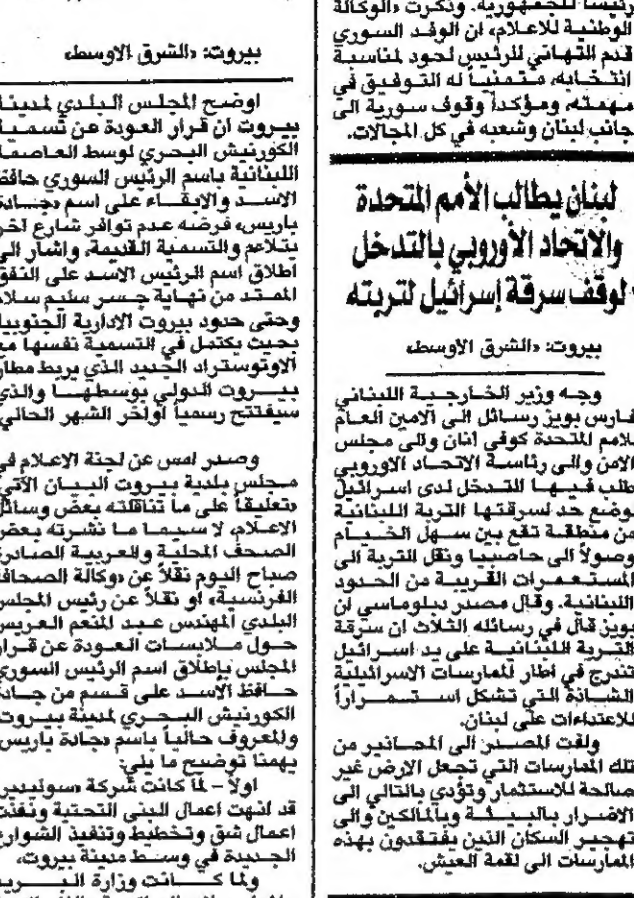 رئيساً للجمهورية. وذكرت «الوكالة
الوطنية للاعلام» ان الوفد السوري
قدم التهاني للرئيس لحود لمناسبة
انتخابه، متمنياً له التوفيق في
مهمته، ومؤكداً وقوف سورية الى
جانب لبنان وشعبه في كل المجالات.
لبنان يطالب الأمم المتحدة
والاتحاد الأوروبي بالتدخل
لوقف سرقة إسرائيل لتربته
بيروت: «الشرق الاوسط»
وجه وزير الخارجية اللبناني
فارس بويز رسائل الى الامين العام
للامم المتحدة كوفي انان والى مجلس
الامن والى رئاسة الاتحاد الاوروبي
طلب فيها التدخل لدى اسرائيل
لوضع حد لسرقتها التربة اللبنانية
من منطقة تقع بين سهل الخيام
وصولاً الى حاصبيا ونقل التربة الى
المستعمرات القريبة من الحدود
اللبنانية. وقال مصدر دبلوماسي ان
بويز قال في رسائله الثلاث ان سرقة
التربة اللبنانية على يد اسرائيل
تندرج في اطار الممارسات الاسرائيلية
الشاذة التي تشكل استمراراً
للاعتداءات على لبنان.
ولفت المصدر الى المحاذير من
تلك الممارسات التي تجعل الارض غير
صالحة للاستثمار وتؤدي بالتالي الى
الاضرار بالبيئة وبالمالكين والى
تهجير السكان الذين يفتقدون بهذه
الممارسات الى لقمة العيش.
بيروت: «الشرق الاوسط»
اوضح المجلس البلدي لمدينة
بيروت ان قرار العودة عن تسمية
الكورنيش البحري لوسط العاصمة
اللبنانية باسم الرئيس السوري حافظ
الاسد والابقاء على اسم «جادة
باريس» فرضه عدم توافر شارع آخر
يتلاءم والتسمية القديمة، واشار الى
اطلاق اسم الرئيس الاسد على النفق
الممتد من نهاية جسر سليم سلام
وحتى حدود بيروت الادارية الجنوبية
بحيث يكتمل في التسمية نفسها مع
الاوتوستراد الجديد الذي يربط مطار
بيروت الدولي بوسطها والذي
سيفتتح رسمياً اواخر الشهر الحالي.
وصدر امس عن لجنة الاعلام في
مجلس بلدية بيروت البيان الآتي
«تعليقاً على ما تناقلته بعض وسائل
الاعلام، لا سيما ما نشرته بعض
الصحف المحلية والعربية الصادرة
صباح اليوم نقلاً عن «وكالة الصحافة
الفرنسية» او نقلاً عن رئيس المجلس
البلدي المهندس عبد المنعم العريس
حول ملابسات العودة عن قرار
المجلس بإطلاق اسم الرئيس السوري
حافظ الاسد على قسم من جادة
الكورنيش البحري لمدينة بيروت
والمعروف حالياً باسم «جادة باريس»
يهمنا توضيح ما يلي:
اولاً – لما كانت شركة «سوليدير»
قد انهت اعمال البنى التحتية ونفذت
اعمال شق وتخطيط وتنفيذ الشوارع
الجديدة في وسط مدينة بيروت،
ولما كانت وزارة البريد